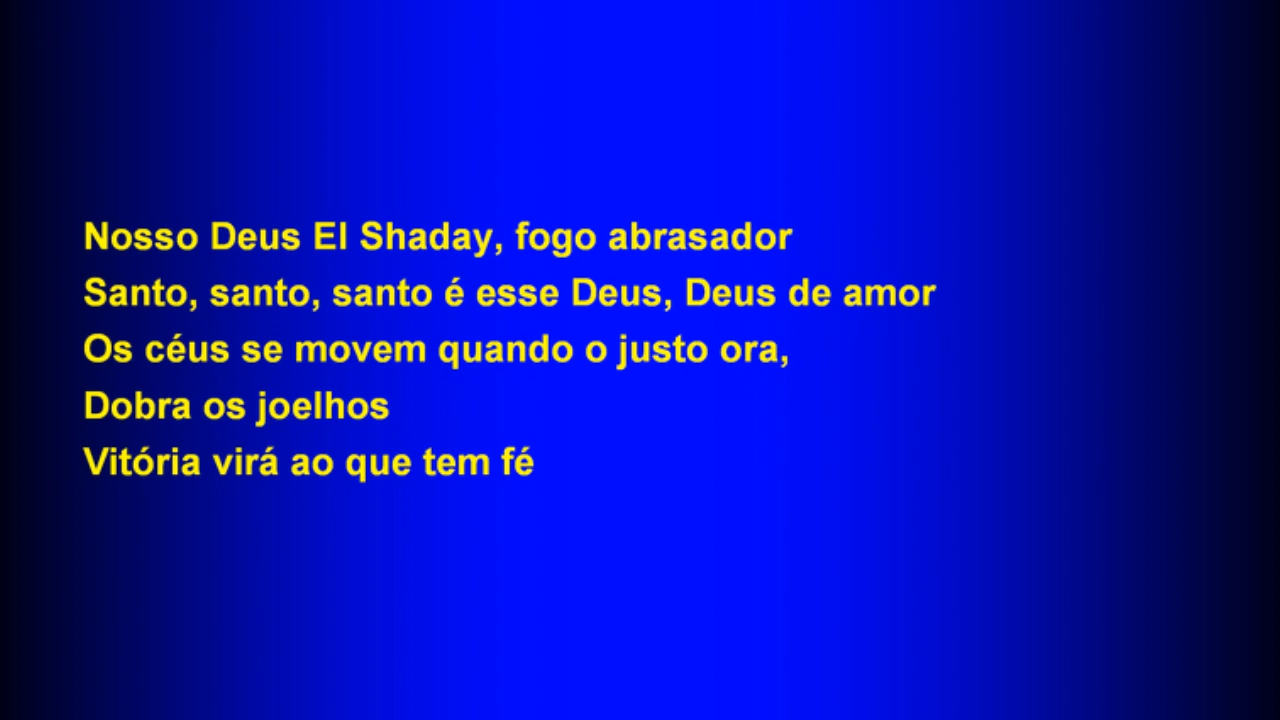 Nosso Deus El Shaday, fogo abrasador
Santo, santo, santo é esse Deus, Deus de amor
Os céus se movem quando o justo ora,
Dobra os joelhos
Vitória virá ao que tem fé